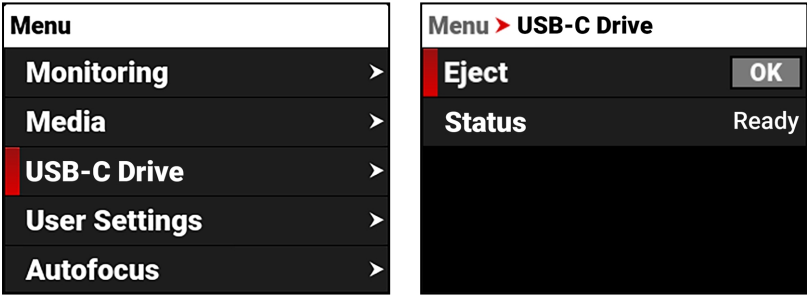 Menu
Monitoring
Media
USB-C Drive
User Settings
Autofocus
Menu > USB-C Drive
Eject OK
Status Ready